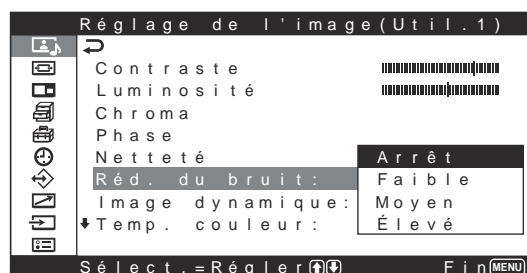 Réglage de l'image(Util.1)
Contraste
Luminosité
Chroma
Phase
Netteté
Arrêt
Réd. du bruit:
Faible
Image dynamique:
Moyen
Temp. couleur:
Élevé
Sélect.=Régler Fin MENU